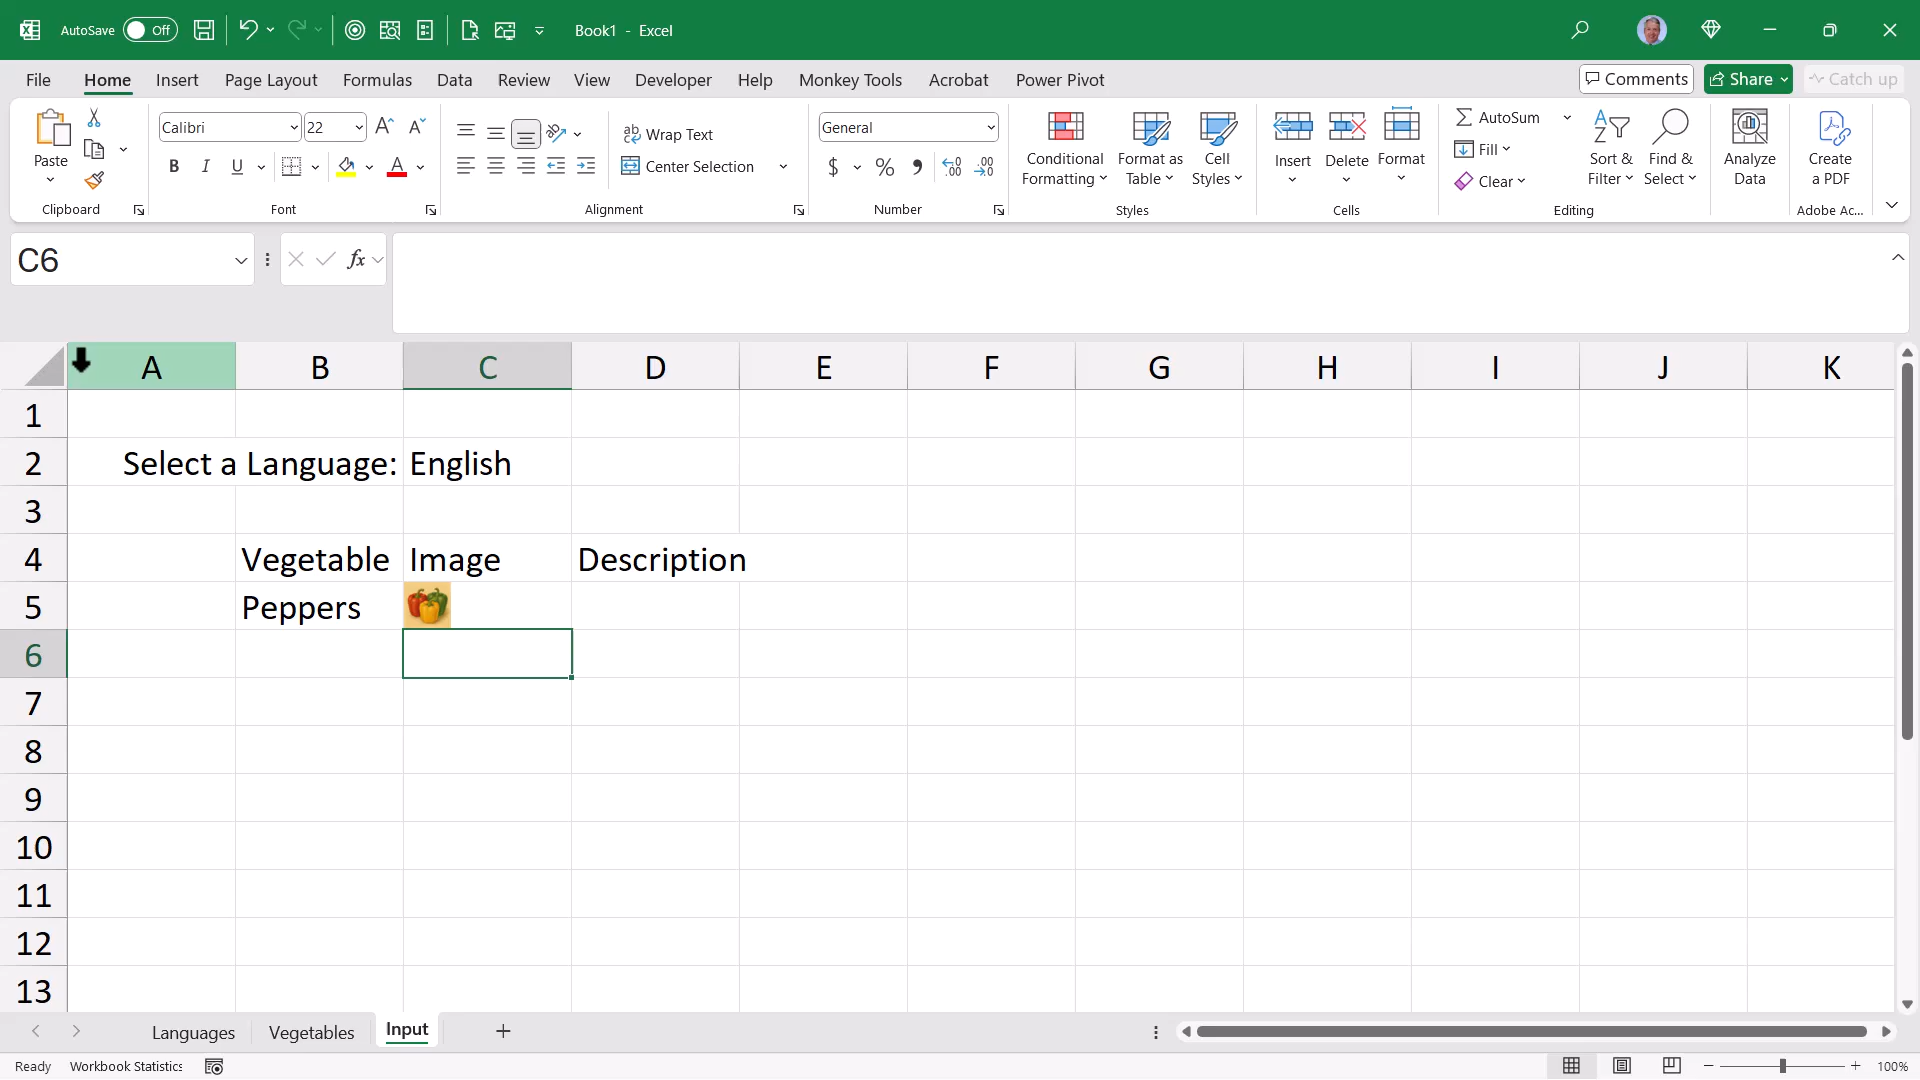 AutoSave Off Book1 - Excel
File Home Insert Page Layout Formulas Data Review View Developer Help Monkey Tools Acrobat Power Pivot Comments Share Catch up
Paste
Clipboard
Calibri 22
B I U A
Font
ab Wrap Text
Center Selection
Alignment
General
$ % , .00 .00
Number
Conditional Formatting
Format as Table
Cell Styles
Styles
Insert Delete Format
Cells
AutoSum
Fill
Clear
Sort & Filter
Find & Select
Editing
Analyze Data
Create a PDF
Adobe Ac...
C6 fx
A B C D E F G H I J K
1
2 Select a Language: English
3
4 Vegetable Image Description
5 Peppers
6
7
8
9
10
11
12
13
Languages Vegetables Input
Ready Workbook Statistics 100%